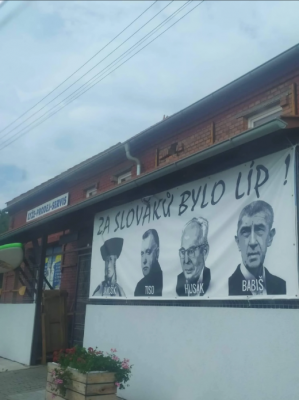 ZA SLOVÁKŮ BYLO LÍP !
TISO
HUSÁK
BABIŠ